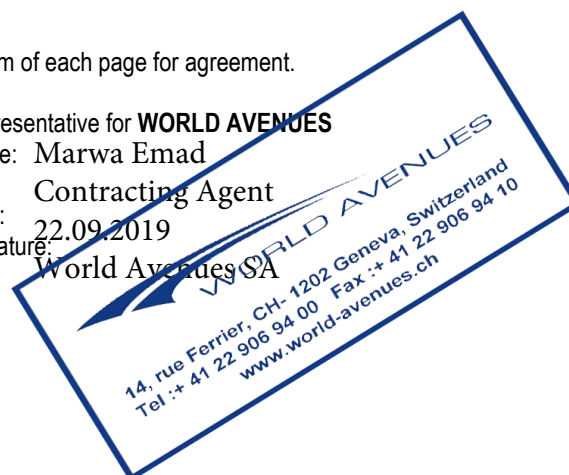 m of each page for agreement.
resentative for WORLD AVENUES
e: Marwa Emad
Contracting Agent
: 22.09.2019
ature:
World Avenues SA
WORLD AVENUES
14, rue Ferrier, CH- 1202 Geneva, Switzerland
Tel :+ 41 22 906 94 00 Fax :+ 41 22 906 94 10
www.world-avenues.ch